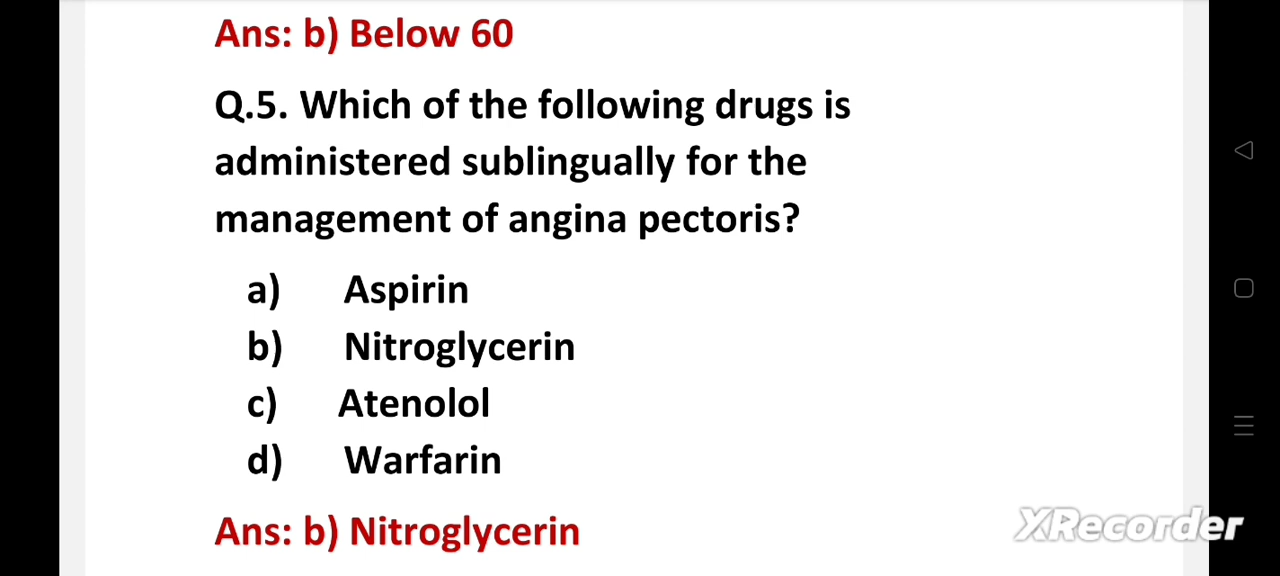 Ans: b) Below 60
Q.5. Which of the following drugs is
administered sublingually for the
management of angina pectoris?
a) Aspirin
b) Nitroglycerin
c) Atenolol
d) Warfarin
Ans: b) Nitroglycerin
XRecorder